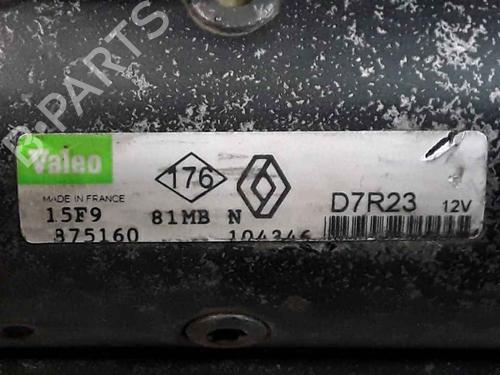 B-PARTS
Valeo
MADE IN FRANCE
176
D7R23 12V
15F9 81MB N
875160 104346